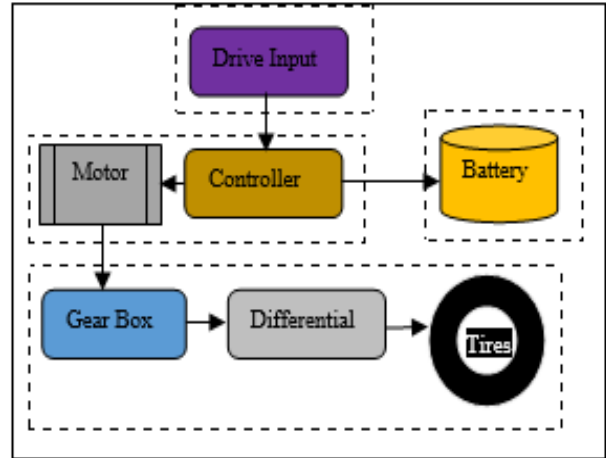 Drive Input
Motor
Controller
Battery
Gear Box
Differential
Tires